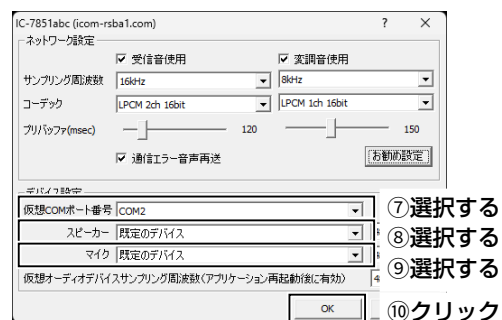 IC-7851abc (icom-rsba1.com) ? ×
ネットワーク設定
受信音使用 変調音使用
サンプリング周波数 16kHz 8kHz
コーデック LPCM 2ch 16bit LPCM 1ch 16bit
プリバッファ(msec) 120 150
通信エラー音声再送 お勧め設定
デバイス設定
仮想COMポート番号 COM2 ⑦選択する
スピーカー 既定のデバイス ⑧選択する
マイク 既定のデバイス ⑨選択する
仮想オーディオデバイスサンプリング周波数(アプリケーション再起動後に有効)
OK ⑩クリック